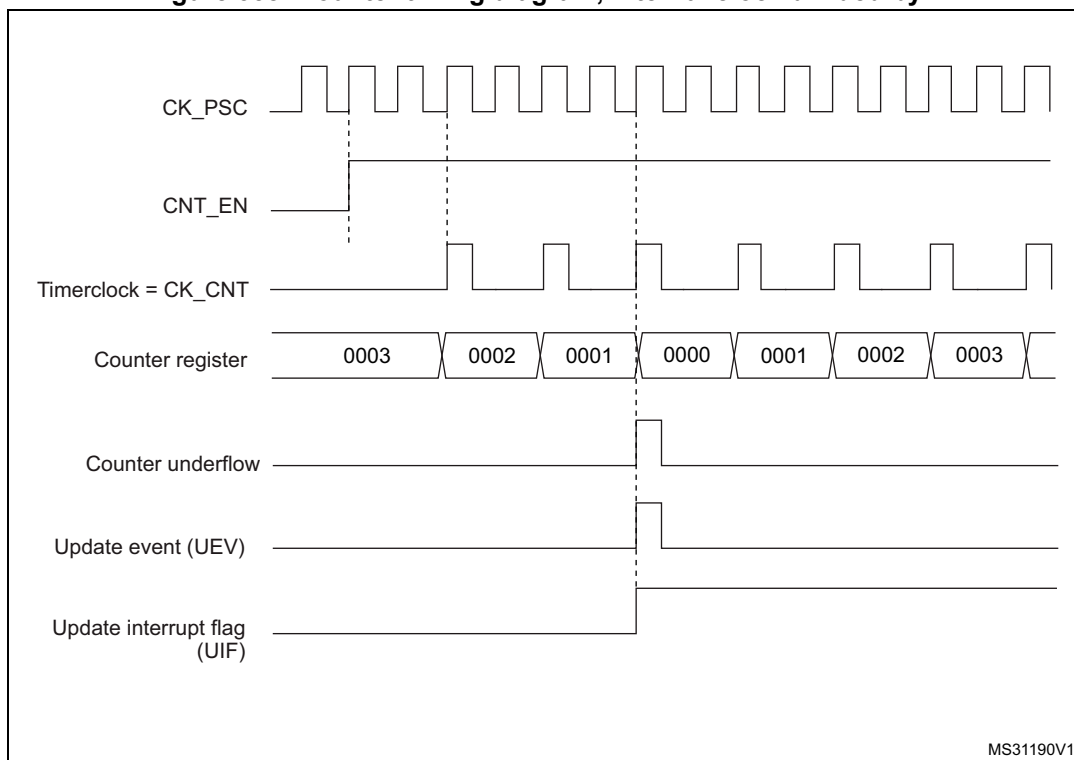 CK_PSC
CNT_EN
Timerclock = CK_CNT
Counter register
0003 0002 0001 0000 0001 0002 0003
Counter underflow
Update event (UEV)
Update interrupt flag
(UIF)
MS31190V1